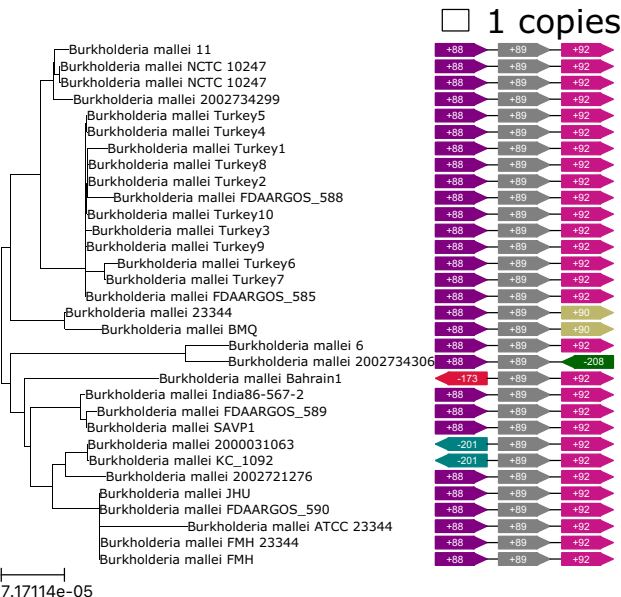 1 copies
Burkholderia mallei 11 +88 +89 +92
Burkholderia mallei NCTC 10247 +88 +89 +92
Burkholderia mallei NCTC 10247 +88 +89 +92
Burkholderia mallei 2002734299 +88 +89 +92
Burkholderia mallei Turkey5 +88 +89 +92
Burkholderia mallei Turkey4 +88 +89 +92
Burkholderia mallei Turkey1 +88 +89 +92
Burkholderia mallei Turkey8 +88 +89 +92
Burkholderia mallei Turkey2 +88 +89 +92
Burkholderia mallei FDAARGOS_588 +88 +89 +92
Burkholderia mallei Turkey10 +88 +89 +92
Burkholderia mallei Turkey3 +88 +89 +92
Burkholderia mallei Turkey9 +88 +89 +92
Burkholderia mallei Turkey6 +88 +89 +92
Burkholderia mallei Turkey7 +88 +89 +92
Burkholderia mallei FDAARGOS_585 +88 +89 +92
Burkholderia mallei 23344 +88 +89 +90
Burkholderia mallei BMQ +88 +89 +90
Burkholderia mallei 6 +88 +89 +92
Burkholderia mallei 2002734306 +88 +89 -208
Burkholderia mallei Bahrain1 -173 +89 +92
Burkholderia mallei India86-567-2 +88 +89 +92
Burkholderia mallei FDAARGOS_589 +88 +89 +92
Burkholderia mallei SAVP1 +88 +89 +92
Burkholderia mallei 2000031063 -201 +89 +92
Burkholderia mallei KC_1092 -201 +89 +92
Burkholderia mallei 2002721276 +88 +89 +92
Burkholderia mallei JHU +88 +89 +92
Burkholderia mallei FDAARGOS_590 +88 +89 +92
Burkholderia mallei ATCC 23344 +88 +89 +92
Burkholderia mallei FMH 23344 +88 +89 +92
Burkholderia mallei FMH +88 +89 +92
7.17114e-05